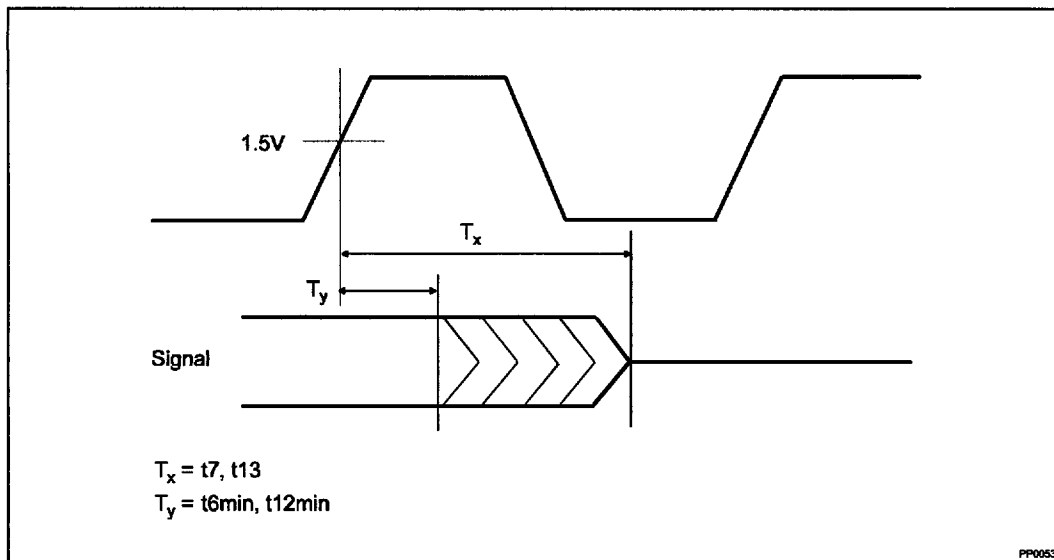 1.5V
Tx
Ty
Signal
Tx = t7, t13
Ty = t6min, t12min
PP0053